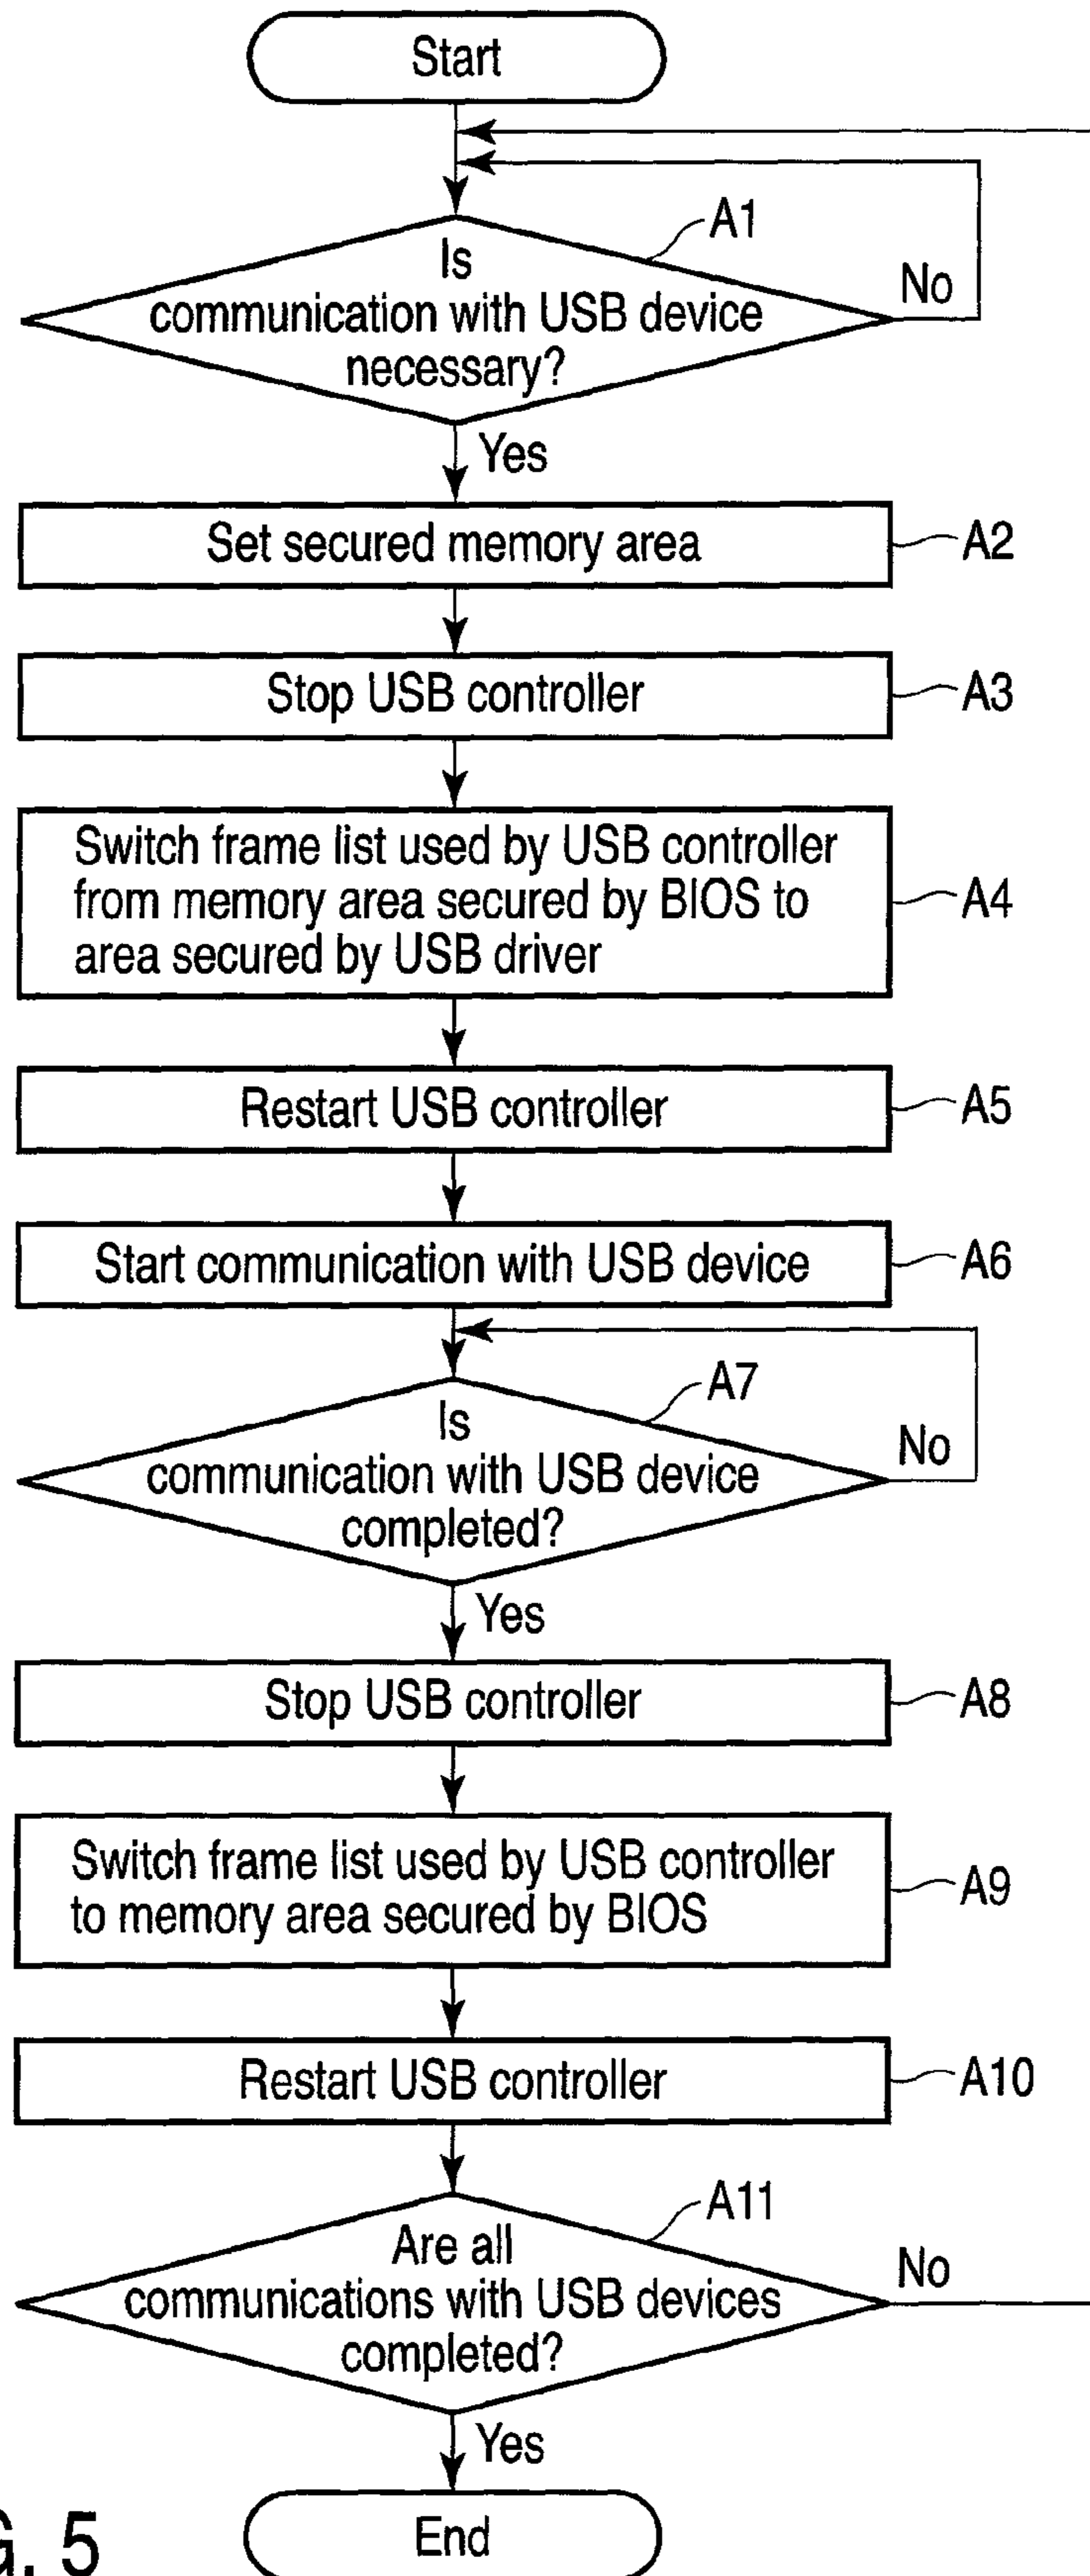 Start
A1
Is
communication with USB device
necessary?
No
Yes
Set secured memory area
A2
Stop USB controller
A3
Switch frame list used by USB controller
from memory area secured by BIOS to
area secured by USB driver
A4
Restart USB controller
A5
Start communication with USB device
A6
A7
Is
communication with USB device
completed?
No
Yes
Stop USB controller
A8
Switch frame list used by USB controller
to memory area secured by BIOS
A9
Restart USB controller
A10
A11
Are all
communications with USB devices
completed?
No
Yes
End
G. 5